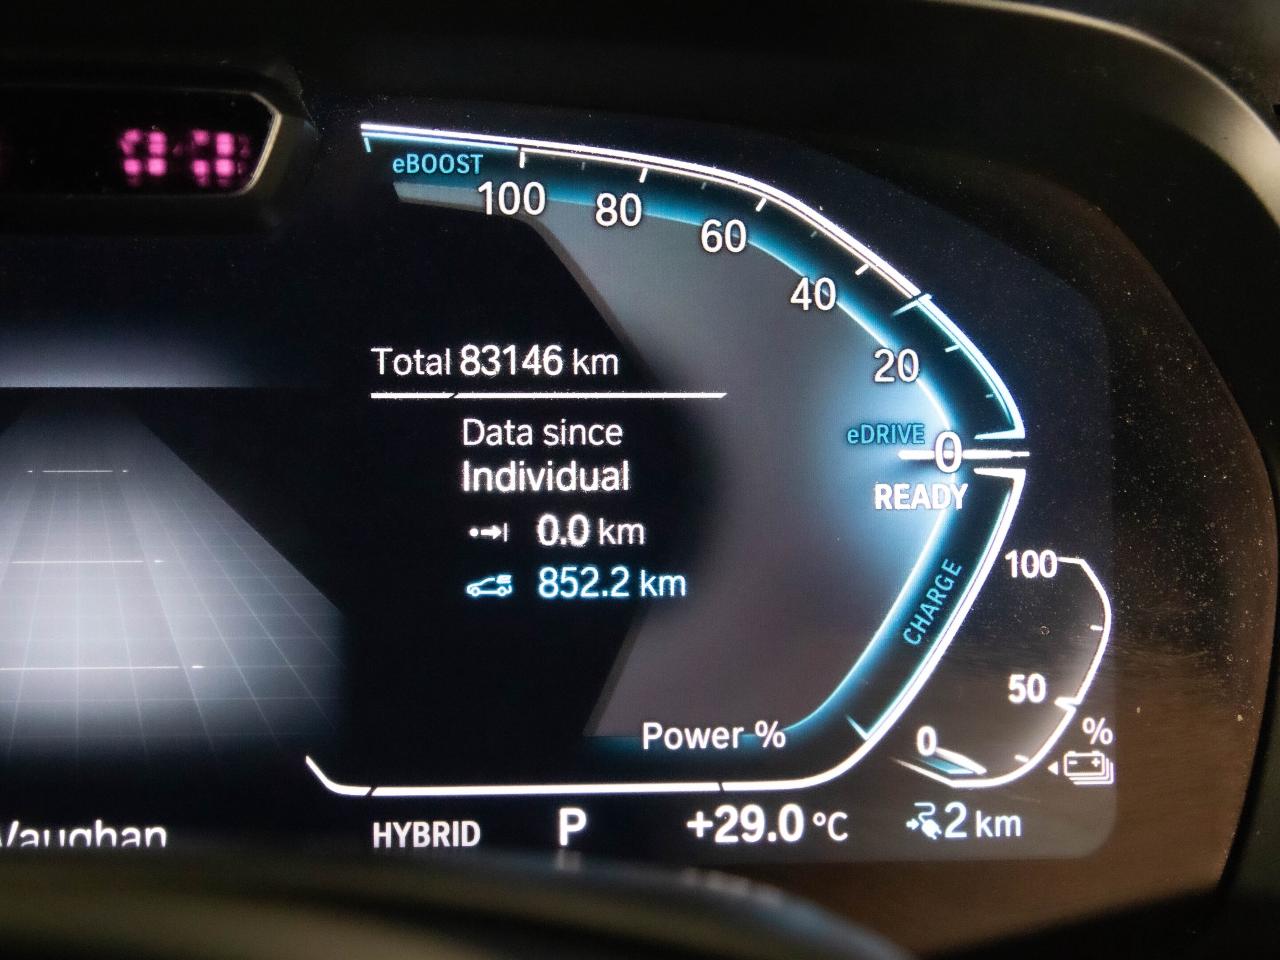 eBOOST
100
80
60
40
20
Total 83146 km
Data since
Individual
0.0 km
852.2 km
eDRIVE
0
READY
CHARGE
Power %
100
50
0
%
Vaughan
HYBRID
P
+29.0 °C
2 km